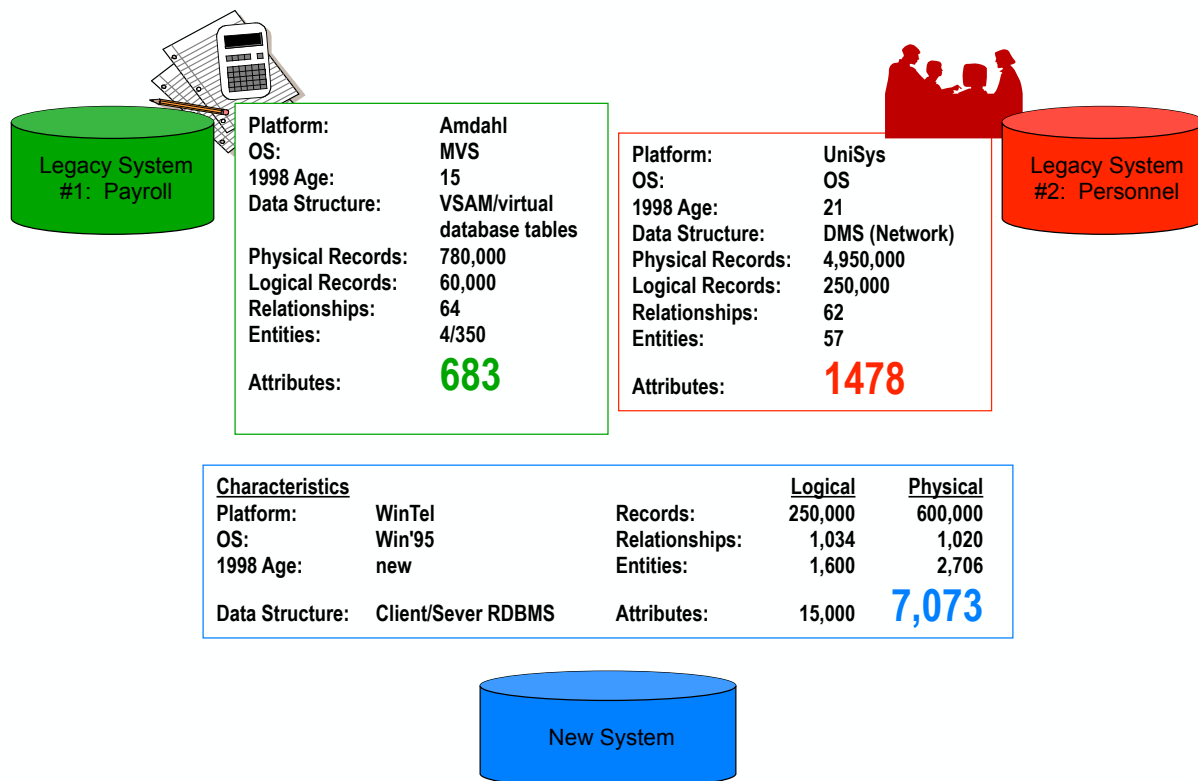 Legacy System
#1: Payroll
Platform: Amdahl
OS: MVS
1998 Age: 15
Data Structure: VSAM/virtual
database tables
Physical Records: 780,000
Logical Records: 60,000
Relationships: 64
Entities: 4/350
Attributes: 683
Platform: UniSys
OS: OS
1998 Age: 21
Data Structure: DMS (Network)
Physical Records: 4,950,000
Logical Records: 250,000
Relationships: 62
Entities: 57
Attributes: 1478
Legacy System
#2: Personnel
Characteristics Logical Physical
Platform: WinTel Records: 250,000 600,000
OS: Win'95 Relationships: 1,034 1,020
1998 Age: new Entities: 1,600 2,706
Data Structure: Client/Sever RDBMS Attributes: 15,000 7,073
New System